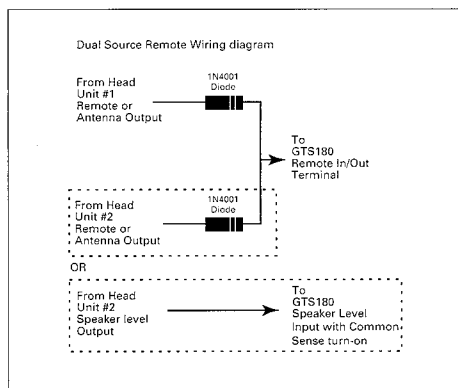 Dual Source Remote Wiring diagram
From Head
Unit #1
Remote or
Antenna Output
1N4001
Diode
To
GTS180
Remote In/Out
Terminal
From Head
Unit #2
Remote or
Antenna Output
1N4001
Diode
OR
From Head
Unit #2
Speaker level
Output
To
GTS180
Speaker Level
Input with Common
Sense turn-on